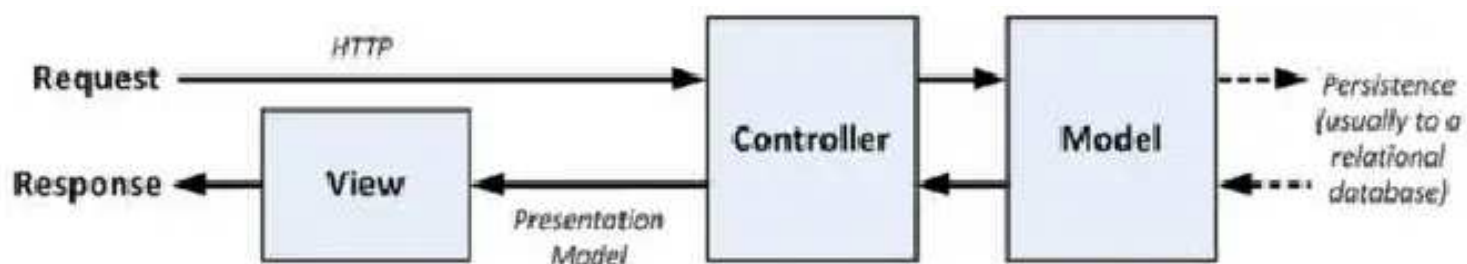 HTTP
Request
Controller
Model
Persistence
(usually to a
relational
database)
Response
View
Presentation
Model